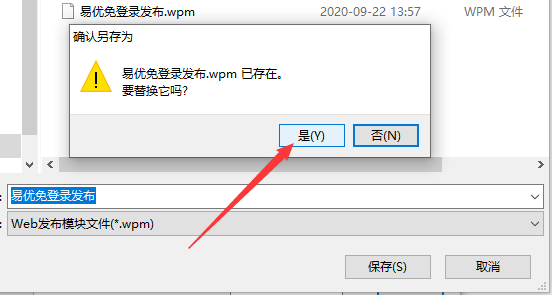 易优免登录发布.wpm 2020-09-22 13:57 WPM 文件
确认另存为
易优免登录发布.wpm 已存在。
要替换它吗?
是(Y) 否(N)
易优免登录发布
Web发布模块文件(*.wpm)
保存(S) 取消